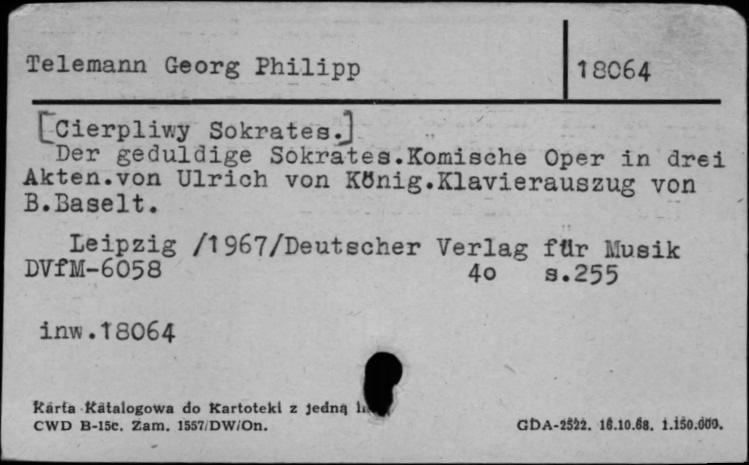 Telemann Georg Philipp
18064
[Cierpliwy Sokrates.]
Der geduldige Sokrates.Komische Oper in drei
Akten.von Ulrich von König.Klavierauszug von
B.Baselt.
Leipzig /1967/Deutscher Verlag für Musik
DVfM-6058 4o s.255
inw.18064
Karta Katalogowa do Kartoteki z jedną
CWD B-15c. Zam. 1557/DW/On.
GDA-2522. 16.10.68. 1.150.000.